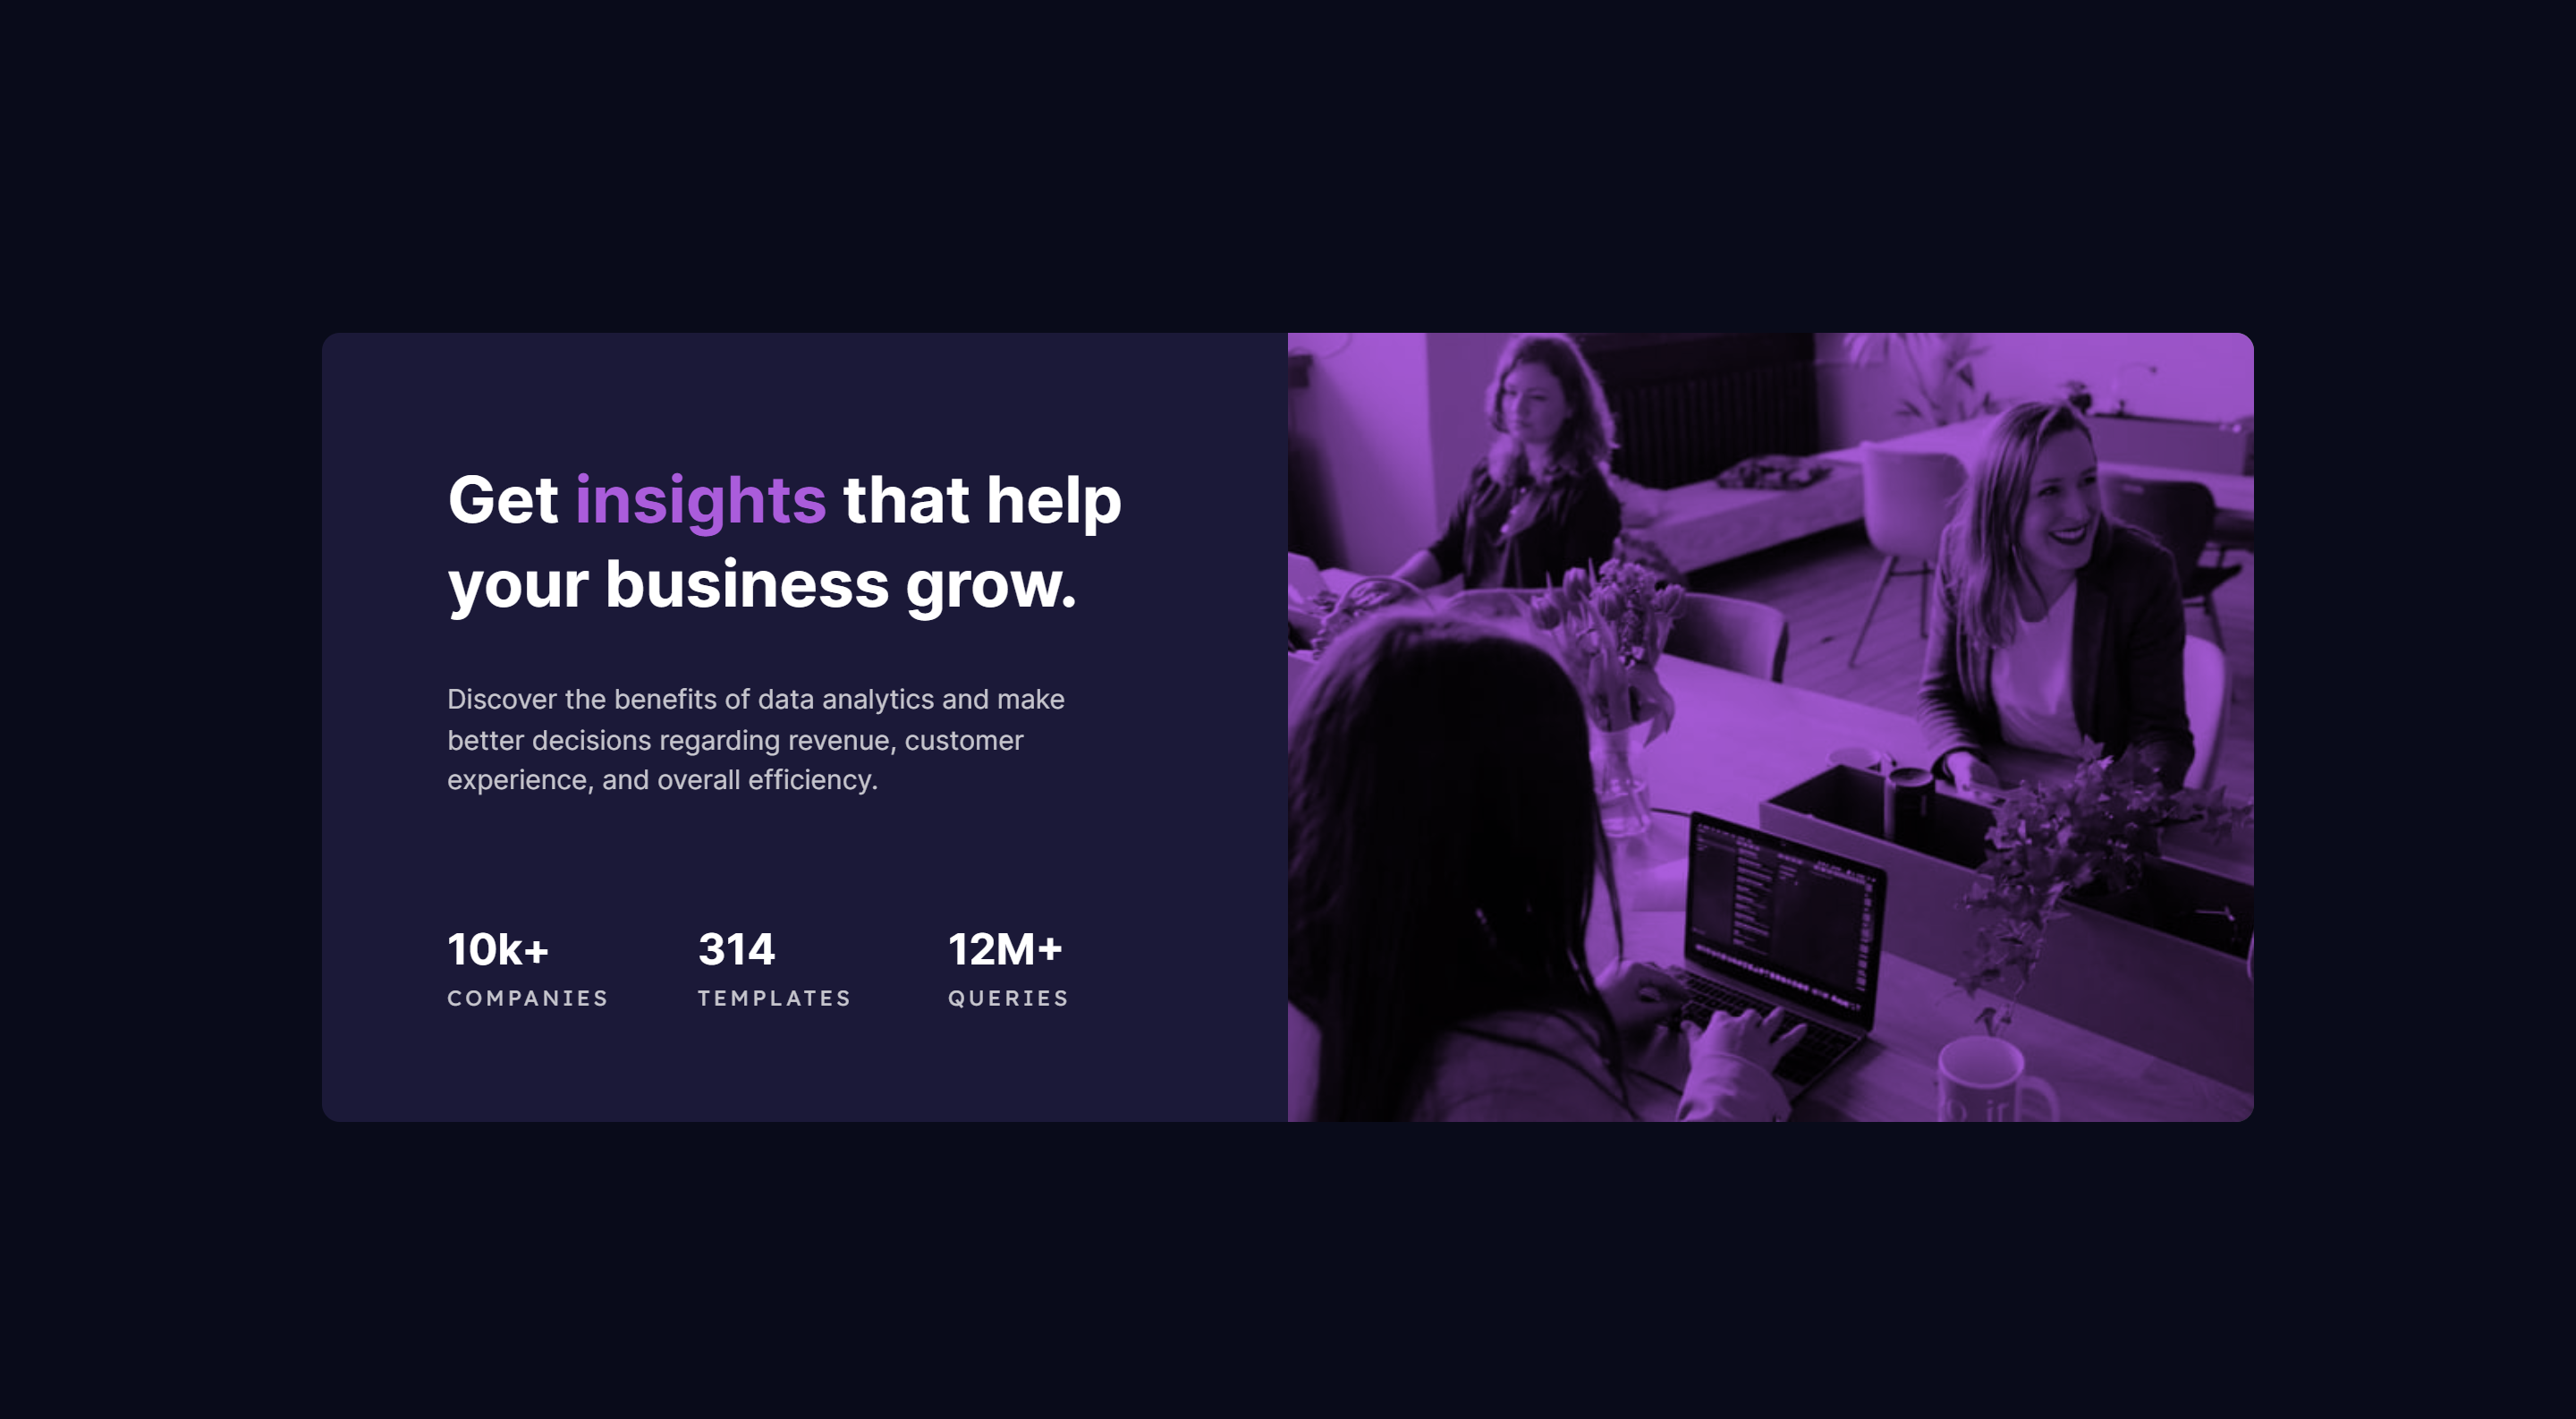 Get insights that help
your business grow.
Discover the benefits of data analytics and make
better decisions regarding revenue, customer
experience, and overall efficiency.
10k+ 314 12M+
COMPANIES TEMPLATES QUERIES